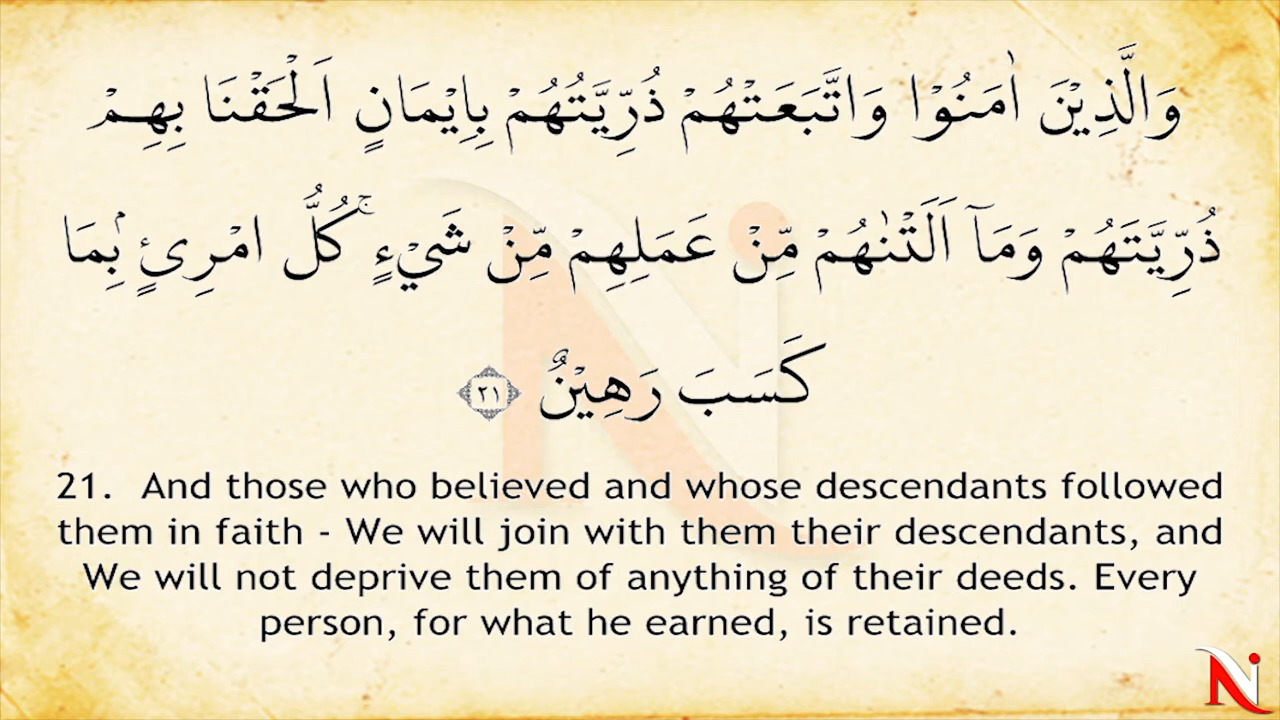 وَالَّذِيْنَ اٰمَنُوْا وَاتَّبَعَتْهُمْ ذُرِّيَّتُهُمْ بِاِيْمَانٍ اَلْحَقْنَا بِهِمْ
ذُرِّيَّتَهُمْ وَمَاۤ اَلَتْنٰهُمْ مِّنْ عَمَلِهِمْ مِّنْ شَيْءٍ ۚ كُلُّ امْرِئٍۢ بِمَا
كَسَبَ رَهِيْنٌ ۝٢١
21. And those who believed and whose descendants followed
them in faith - We will join with them their descendants, and
We will not deprive them of anything of their deeds. Every
person, for what he earned, is retained.